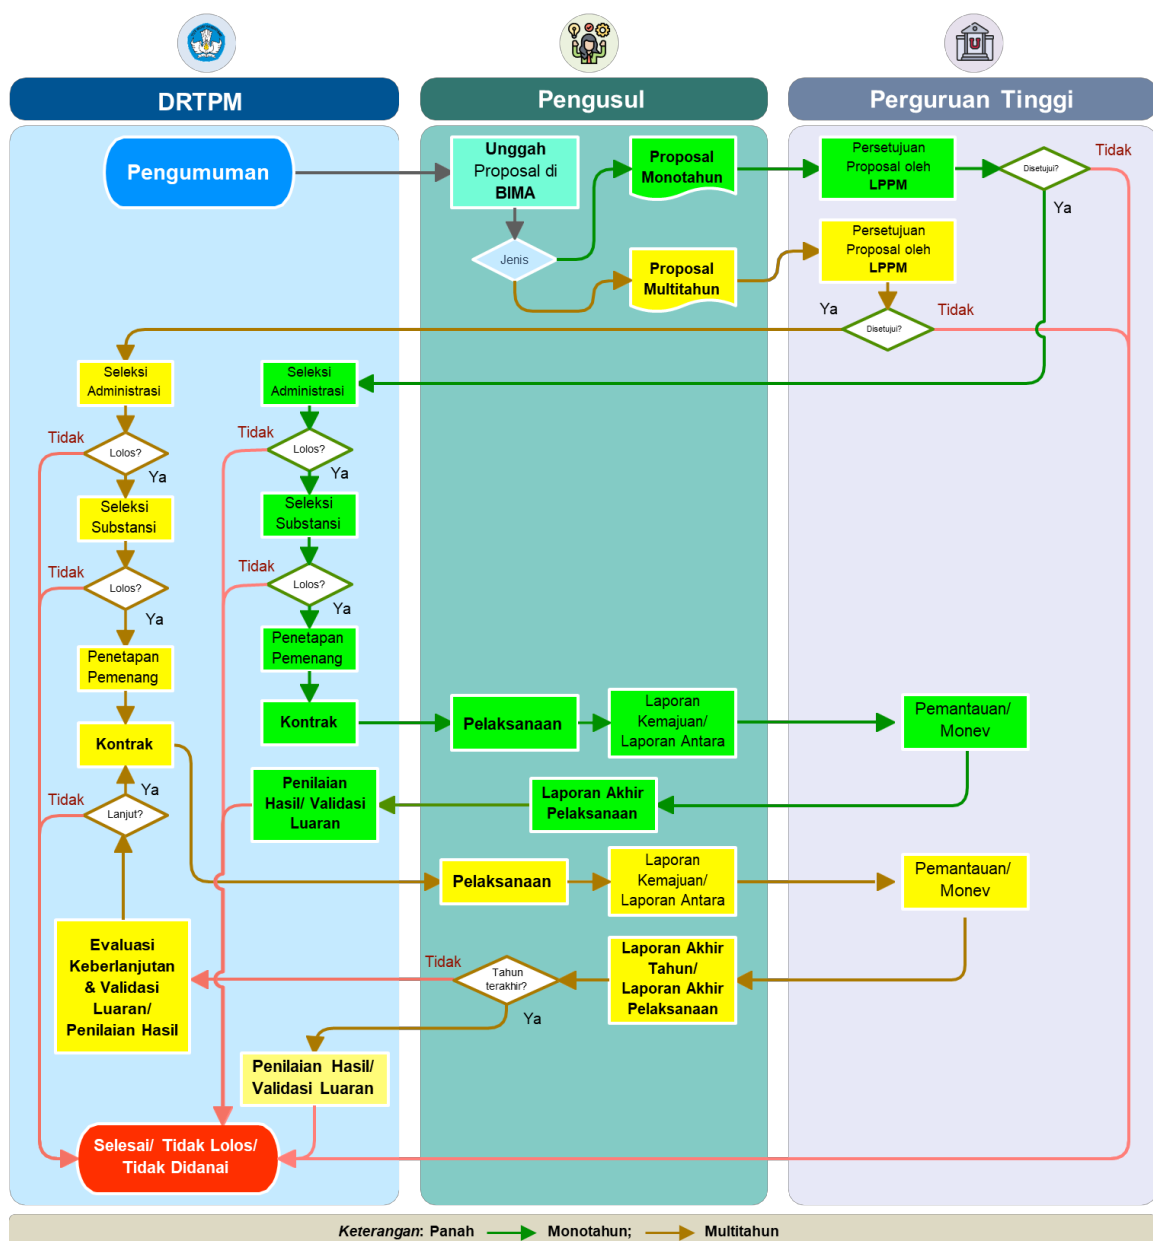 DRTPM
Pengusul
Perguruan Tinggi
Pengumuman
Unggah
Proposal di
BIMA
Proposal
Monotahun
Persetujuan
Proposal oleh
LPPM
Disetujui?
Tidak
Ya
Jenis
Proposal
Multitahun
Persetujuan
Proposal oleh
LPPM
Ya
Disetujui?
Tidak
Seleksi
Administrasi
Seleksi
Administrasi
Tidak
Lolos?
Ya
Tidak
Lolos?
Ya
Seleksi
Substansi
Seleksi
Substansi
Tidak
Lolos?
Ya
Tidak
Lolos?
Ya
Penetapan
Pemenang
Penetapan
Pemenang
Kontrak
Kontrak
Pelaksanaan
Laporan
Kemajuan/
Laporan Antara
Pemantauan/
Monev
Ya
Tidak
Lanjut?
Penilaian
Hasil/ Validasi
Luaran
Laporan Akhir
Pelaksanaan
Pelaksanaan
Laporan
Kemajuan/
Laporan Antara
Pemantauan/
Monev
Evaluasi
Keberlanjutan
& Validasi
Luaran/
Penilaian Hasil
Tidak
Tahun
terakhir?
Ya
Laporan Akhir
Tahun/
Laporan Akhir
Pelaksanaan
Penilaian Hasil/
Validasi Luaran
Selesai/ Tidak Lolos/
Tidak Didanai
Keterangan: Panah Monotahun; Multitahun